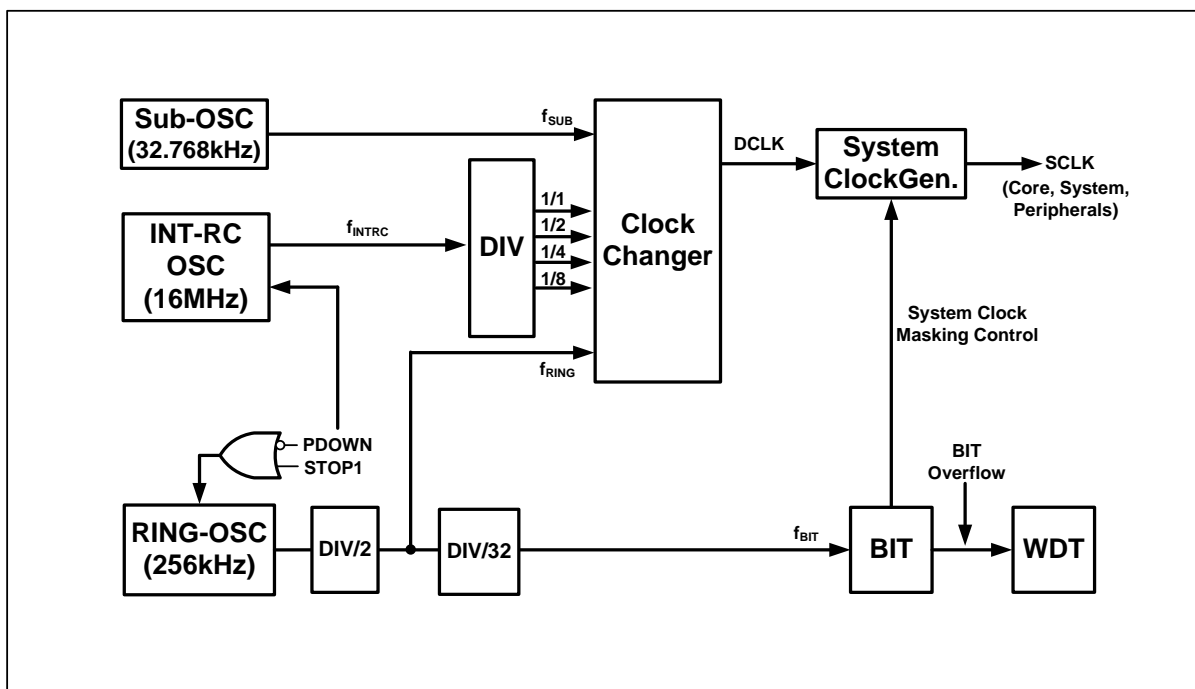 Sub-OSC
(32.768kHz)
fSUB
DCLK
System
ClockGen.
SCLK
(Core, System,
Peripherals)
INT-RC
OSC
(16MHz)
fINTRC
DIV
1/1
1/2
1/4
1/8
Clock
Changer
System Clock
Masking Control
fRING
PDOWN
STOP1
BIT
Overflow
RING-OSC
(256kHz)
DIV/2
DIV/32
fBIT
BIT
WDT